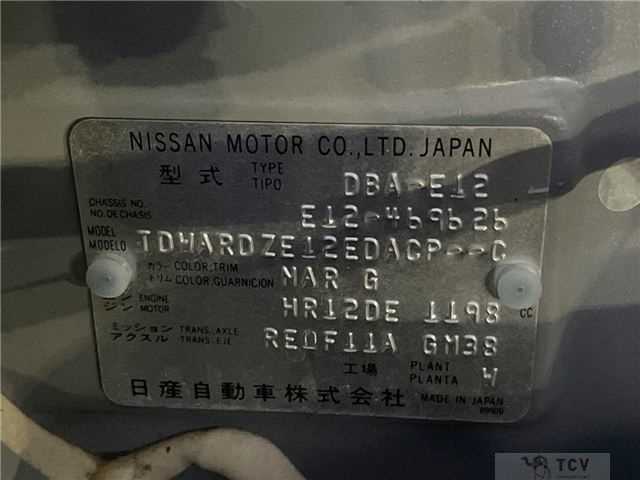 NISSAN MOTOR CO.,LTD. JAPAN
型式 TYPE TIPO DBA-E12
CHASSIS NO. NO. DE CHASIS E12-469626
MODEL MODELO TDWARDZE12EDACP--C
カラー トリム COLOR,TRIM COLOR,GUARNICION MAR G
エンジン ENGINE MOTOR HR12DE 1198 CC
ミッション アクスル TRANS., AXLE TRANS., EJE RE0F11A GM38
工場 PLANT PLANTA W
日産自動車株式会社 MADE IN JAPAN
TCV